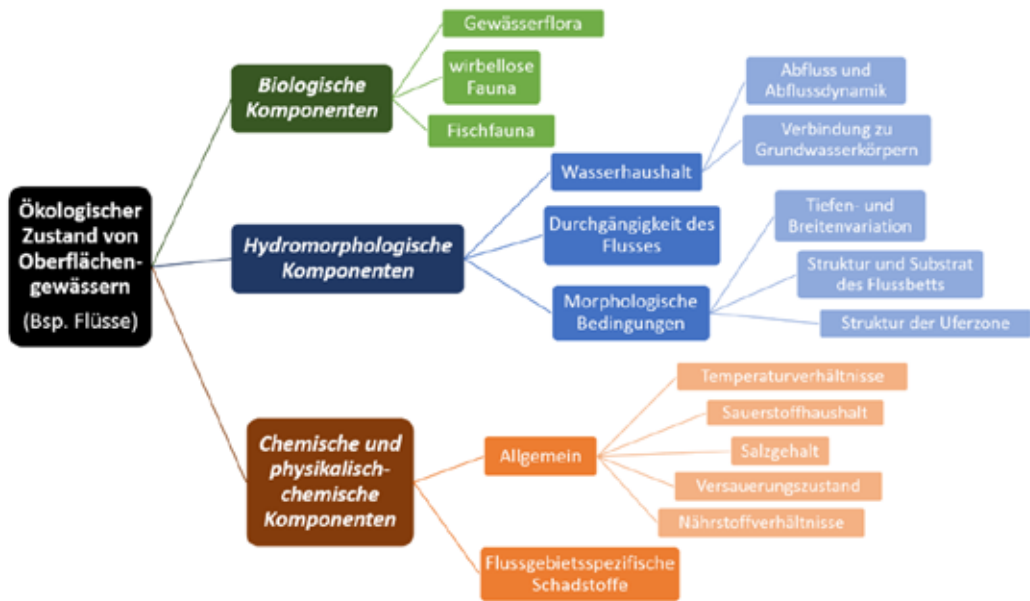 Ökologischer
Zustand von
Oberflächen-
gewässern
(Bsp. Flüsse)
Biologische
Komponenten
Gewässerflora
wirbellose
Fauna
Fischfauna
Hydromorphologische
Komponenten
Wasserhaushalt
Abfluss und
Abflussdynamik
Verbindung zu
Grundwasserkörpern
Durchgängigkeit des
Flusses
Morphologische
Bedingungen
Tiefen- und
Breitenvariation
Struktur und Substrat
des Flussbetts
Struktur der Uferzone
Chemische und
physikalisch-
chemische
Komponenten
Allgemein
Temperaturverhältnisse
Sauerstoffhaushalt
Salzgehalt
Versauerungszustand
Nährstoffverhältnisse
Flussgebietsspezifische
Schadstoffe